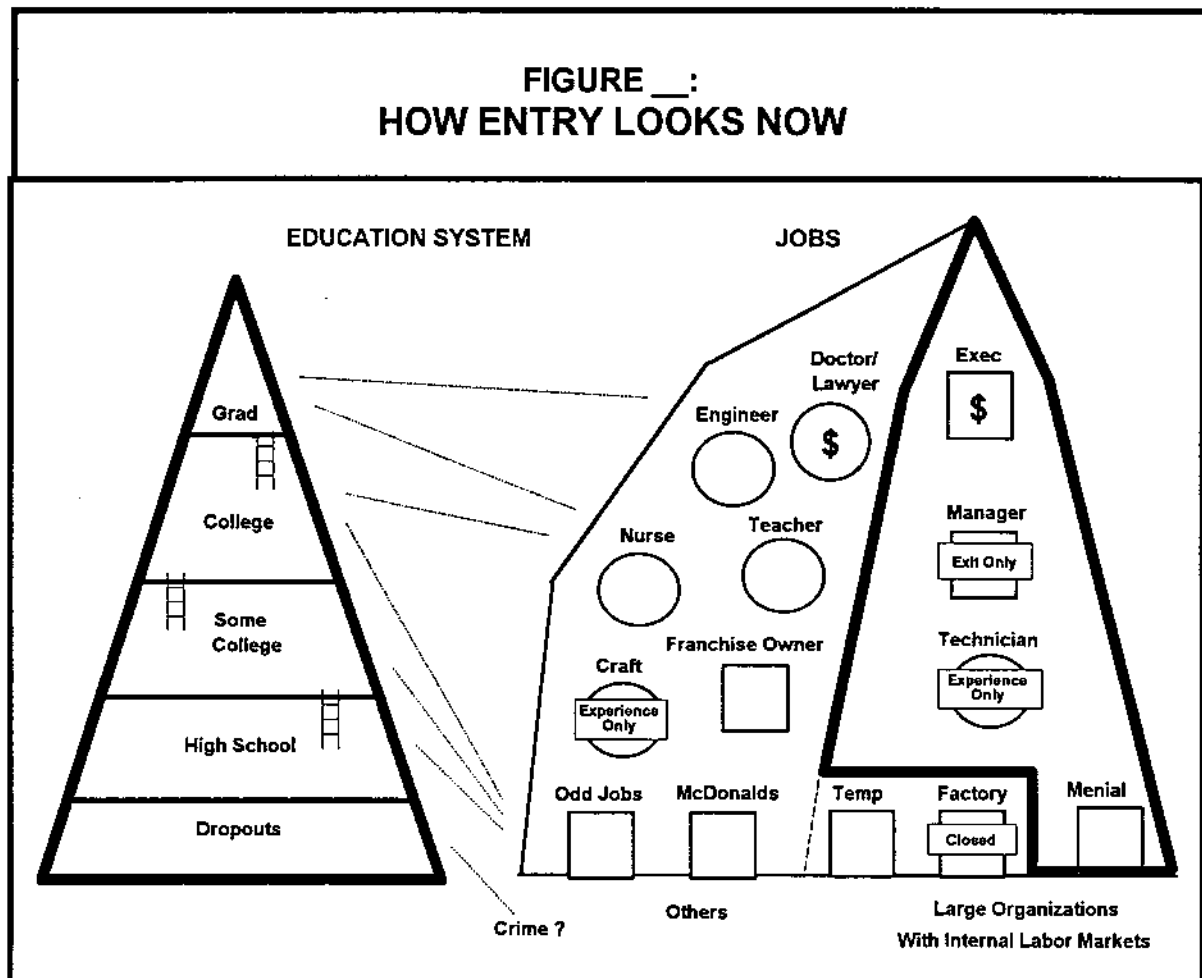 FIGURE __:
HOW ENTRY LOOKS NOW
EDUCATION SYSTEM
JOBS
Grad
College
Some
College
High School
Dropouts
Crime ?
Doctor/
Lawyer
$
Exec
$
Engineer
Nurse
Teacher
Manager
Exit Only
Franchise Owner
Technician
Experience
Only
Craft
Experience
Only
Odd Jobs
McDonalds
Temp
Factory
Closed
Menial
Others
Large Organizations
With Internal Labor Markets